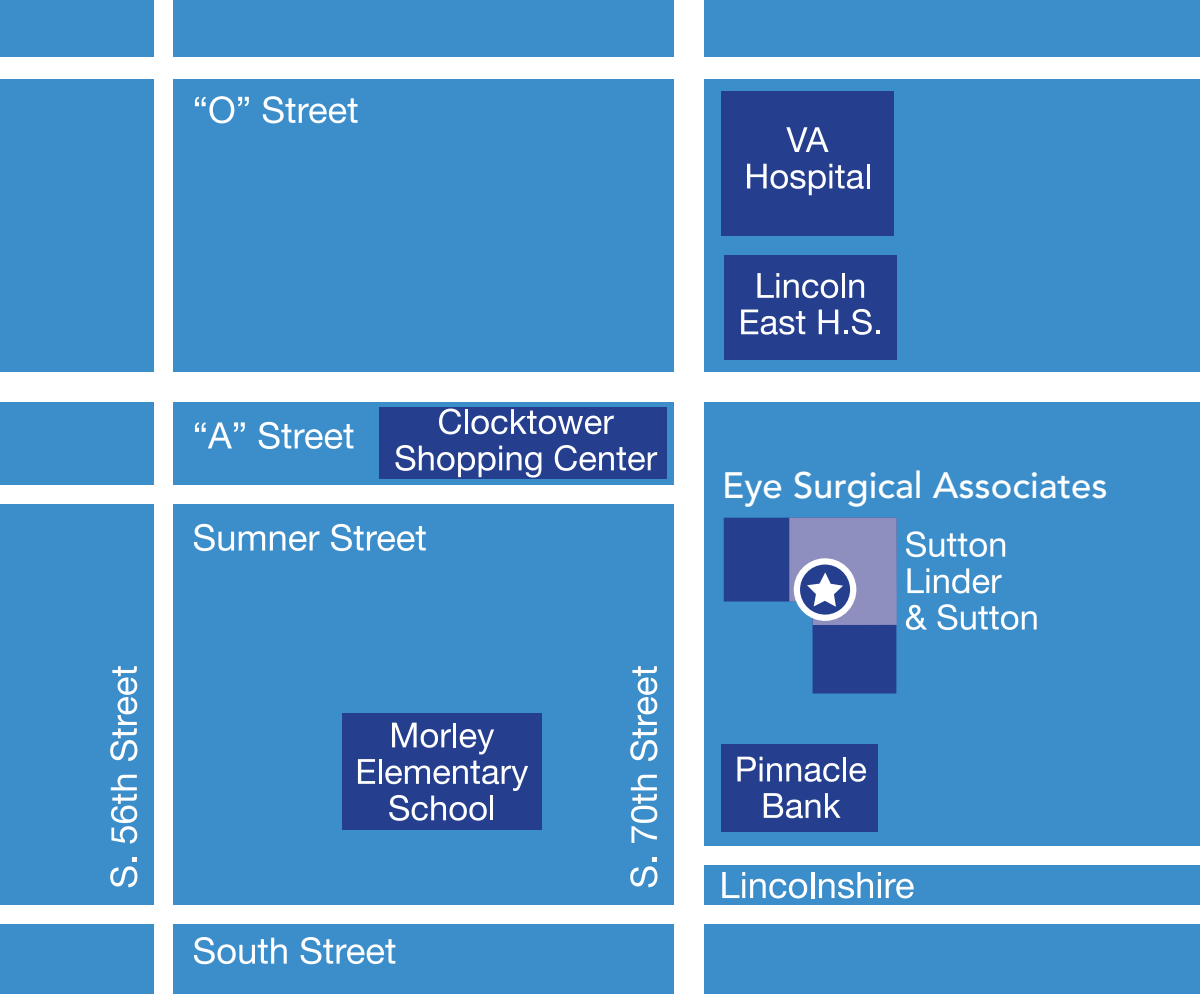 “O” Street
VA
Hospital
Lincoln
East H.S.
“A” Street
Clocktower
Shopping Center
Eye Surgical Associates
Sumner Street
Sutton
Linder
& Sutton
S. 56th Street
Morley
Elementary
School
S. 70th Street
Pinnacle
Bank
Lincolnshire
South Street